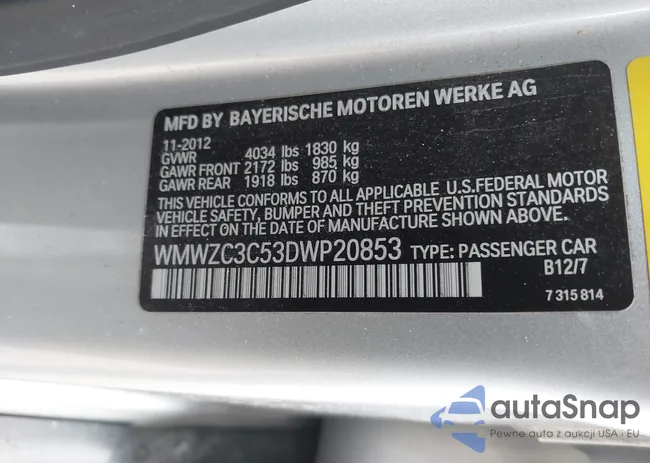 MFD BY BAYERISCHE MOTOREN WERKE AG
11-2012
GVWR 4034 lbs 1830 kg
GAWR FRONT 2172 lbs 985 kg
GAWR REAR 1918 lbs 870 kg
THIS VEHICLE CONFORMS TO ALL APPLICABLE U.S.FEDERAL MOTOR
VEHICLE SAFETY, BUMPER AND THEFT PREVENTION STANDARDS
IN EFFECT ON THE DATE OF MANUFACTURE SHOWN ABOVE.
WMWZC3C53DWP20853 TYPE: PASSENGER CAR
B12/7
7 315 814
autaSnap
Pewne auta z aukcji USA i EU